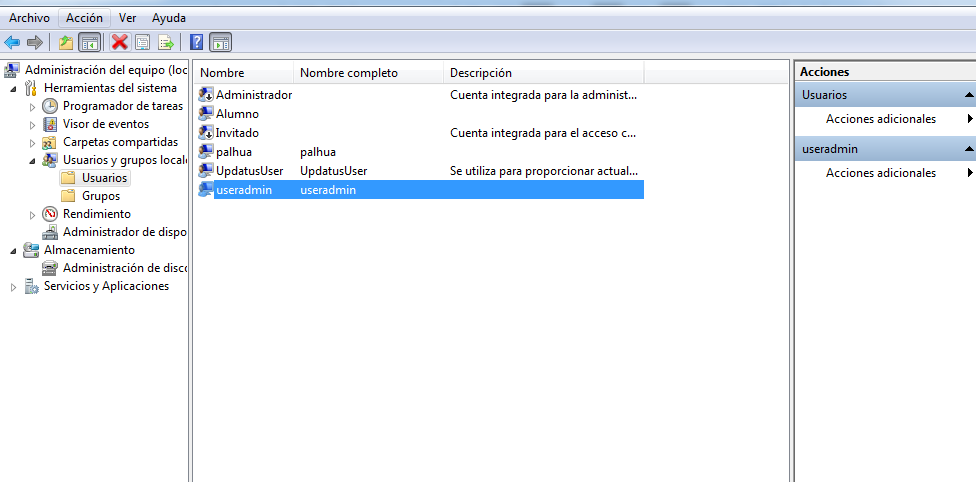 Archivo Acción Ver Ayuda
Administración del equipo (loc
Herramientas del sistema
Programador de tareas
Visor de eventos
Carpetas compartidas
Usuarios y grupos locale
Usuarios
Grupos
Rendimiento
Administrador de dispo
Almacenamiento
Administración de disco
Servicios y Aplicaciones
Nombre Nombre completo Descripción
Administrador Cuenta integrada para la administ...
Alumno
Invitado Cuenta integrada para el acceso c...
palhua palhua
UpdatusUser UpdatusUser Se utiliza para proporcionar actual...
useradmin useradmin
Acciones
Usuarios
Acciones adicionales
useradmin
Acciones adicionales